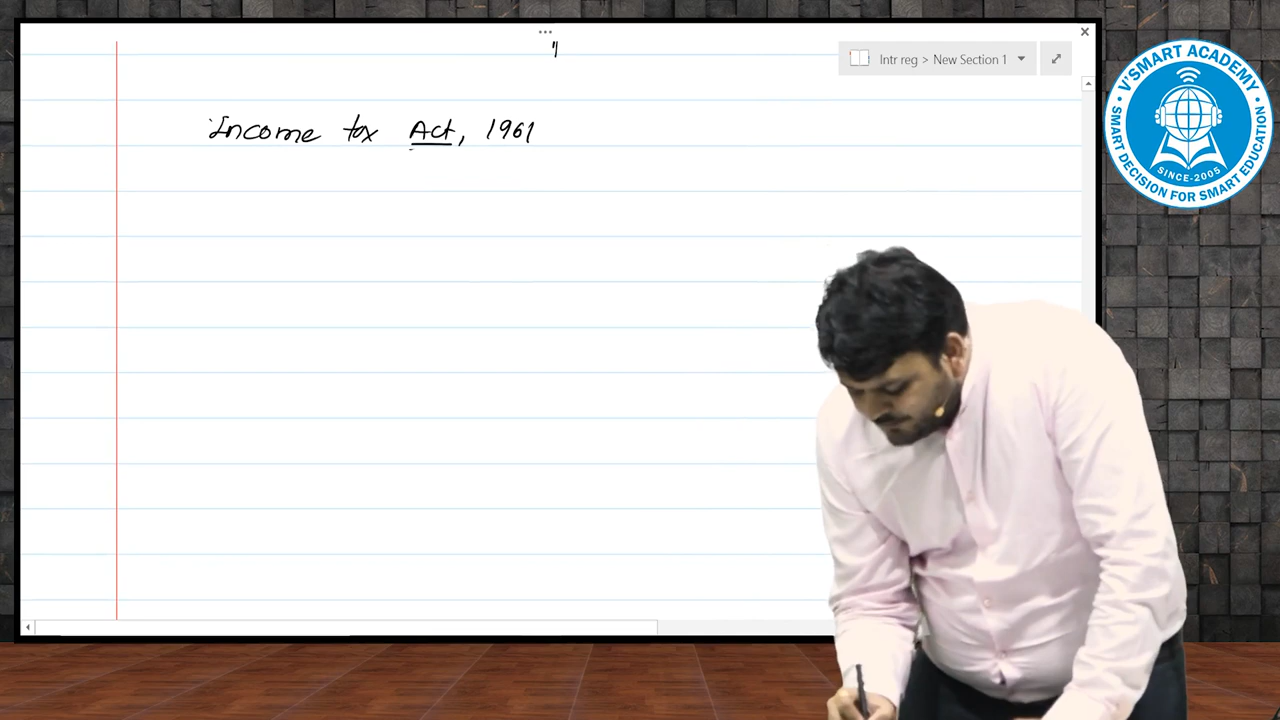 Intr reg > New Section 1
Income tax Act, 1961
V'SMART ACADEMY
SINCE-2005
SMART DECISION FOR SMART EDUCATION